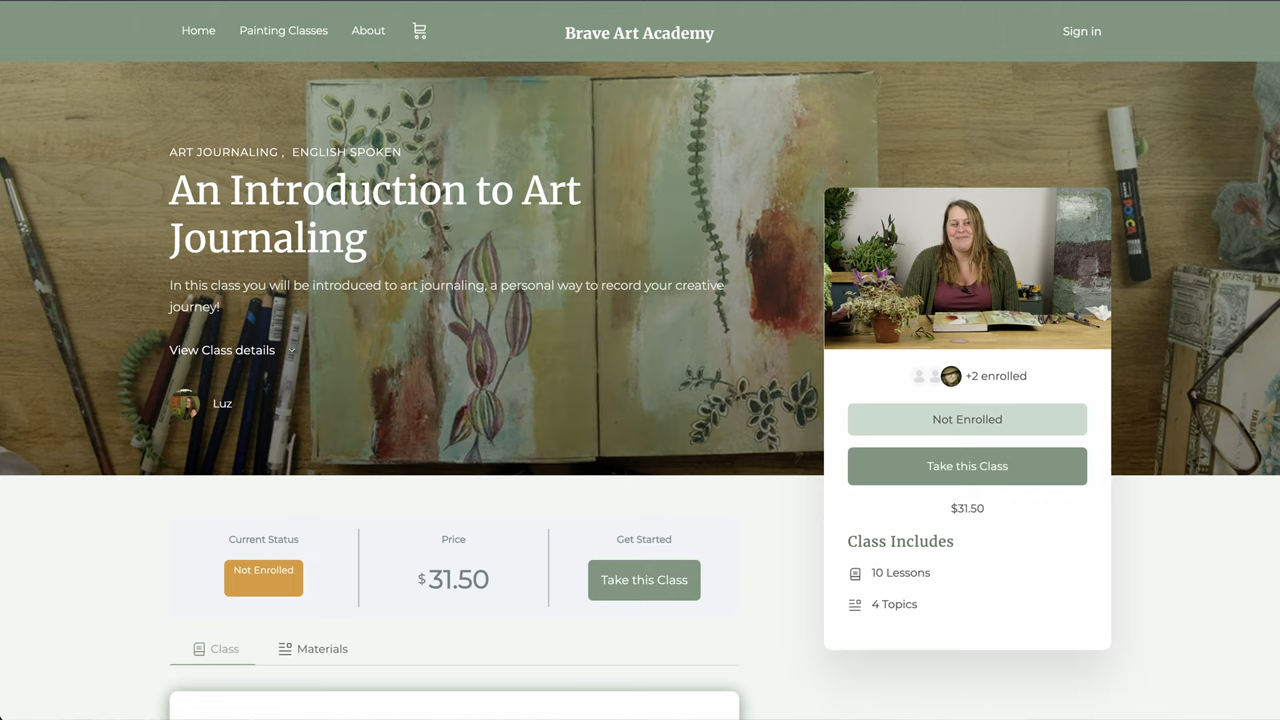 Home
Painting Classes
About
Brave Art Academy
Sign in
ART JOURNALING , ENGLISH SPOKEN
An Introduction to Art
Journaling
In this class you will be introduced to art journaling, a personal way to record your creative
journey!
View Class details
Luz
POSCA
+2 enrolled
Not Enrolled
Take this Class
$31.50
Class Includes
10 Lessons
4 Topics
Current Status
Not Enrolled
Price
$31.50
Get Started
Take this Class
Class
Materials